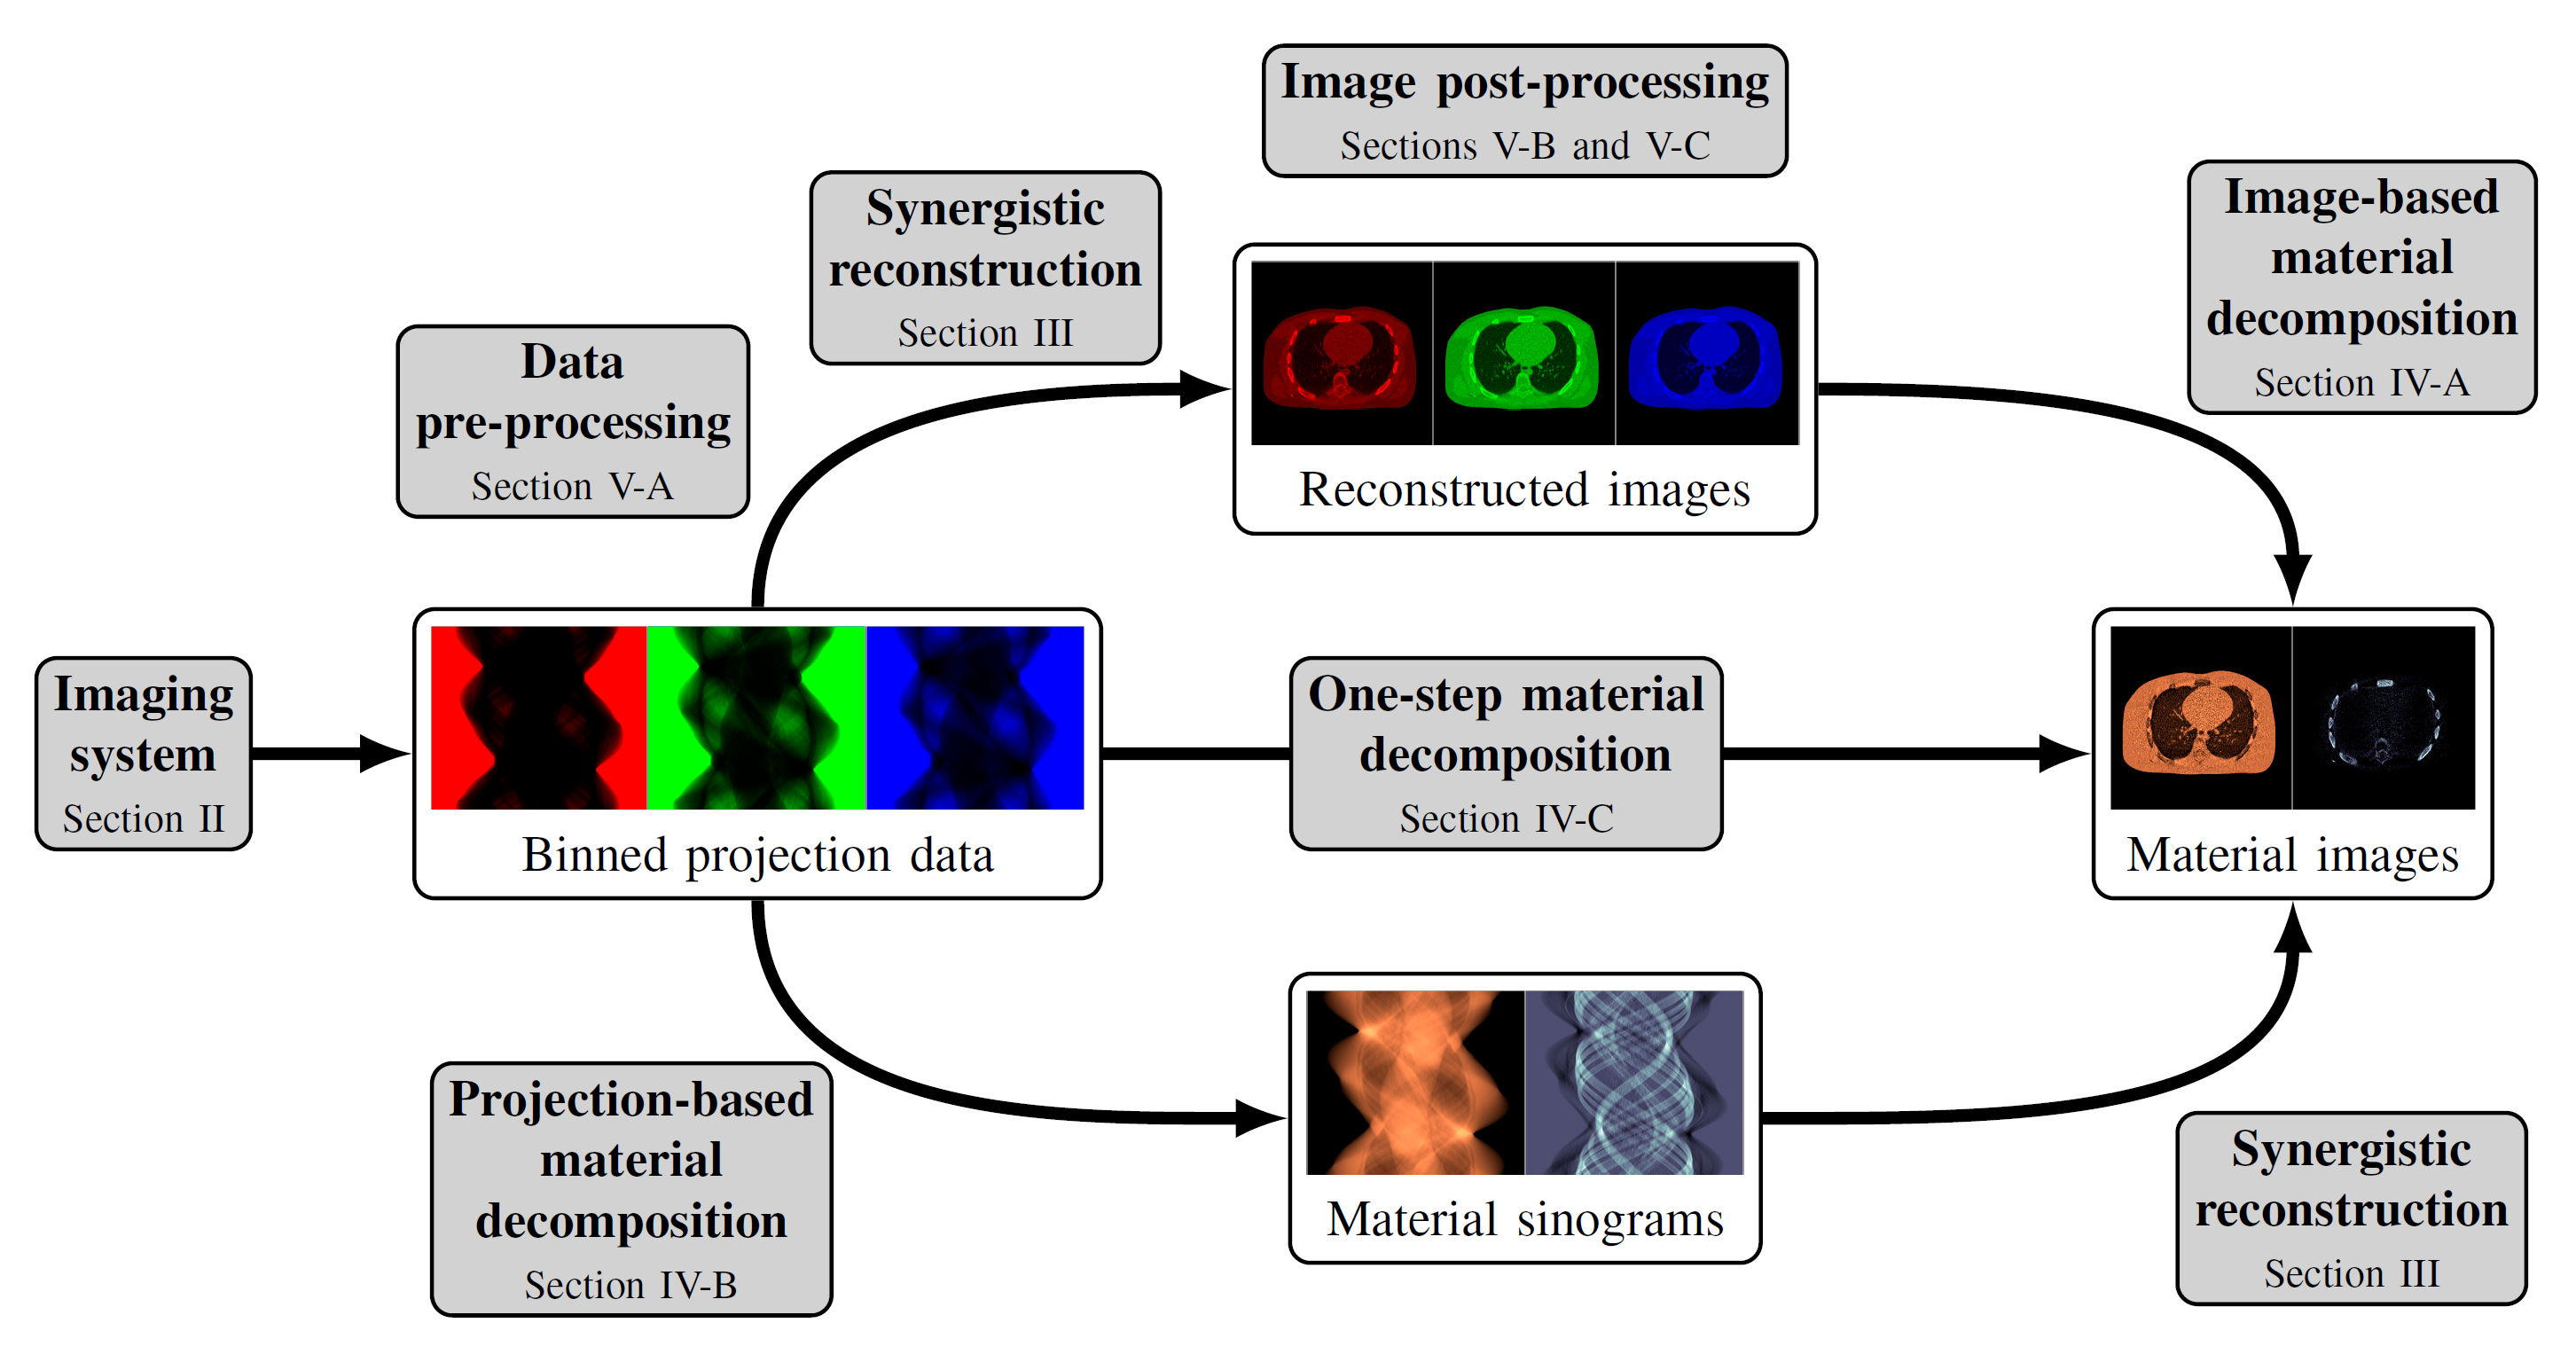 Image post-processing
Sections V-B and V-C
Synergistic
reconstruction
Section III
Image-based
material
decomposition
Section IV-A
Data
pre-processing
Section V-A
Reconstructed images
Imaging
system
Section II
Binned projection data
One-step material
decomposition
Section IV-C
Material images
Projection-based
material
decomposition
Section IV-B
Material sinograms
Synergistic
reconstruction
Section III